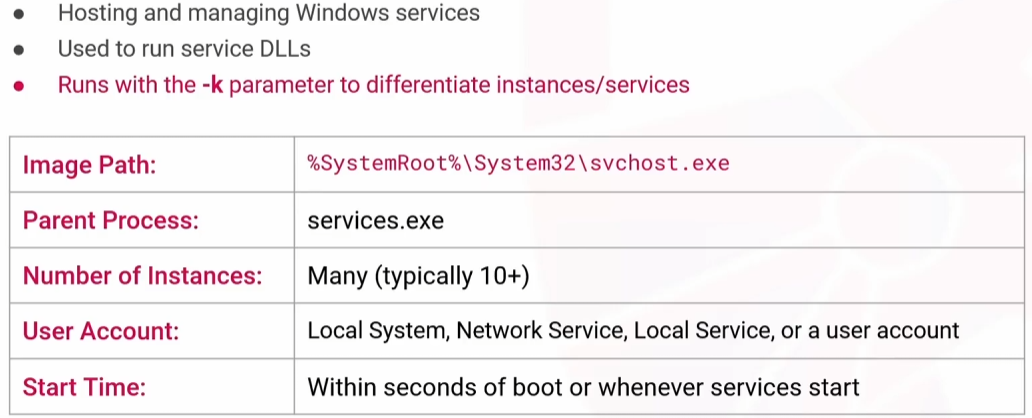 ● Hosting and managing Windows services
● Used to run service DLLs
● Runs with the -k parameter to differentiate instances/services
Image Path: %SystemRoot%\System32\svchost.exe
Parent Process: services.exe
Number of Instances: Many (typically 10+)
User Account: Local System, Network Service, Local Service, or a user account
Start Time: Within seconds of boot or whenever services start